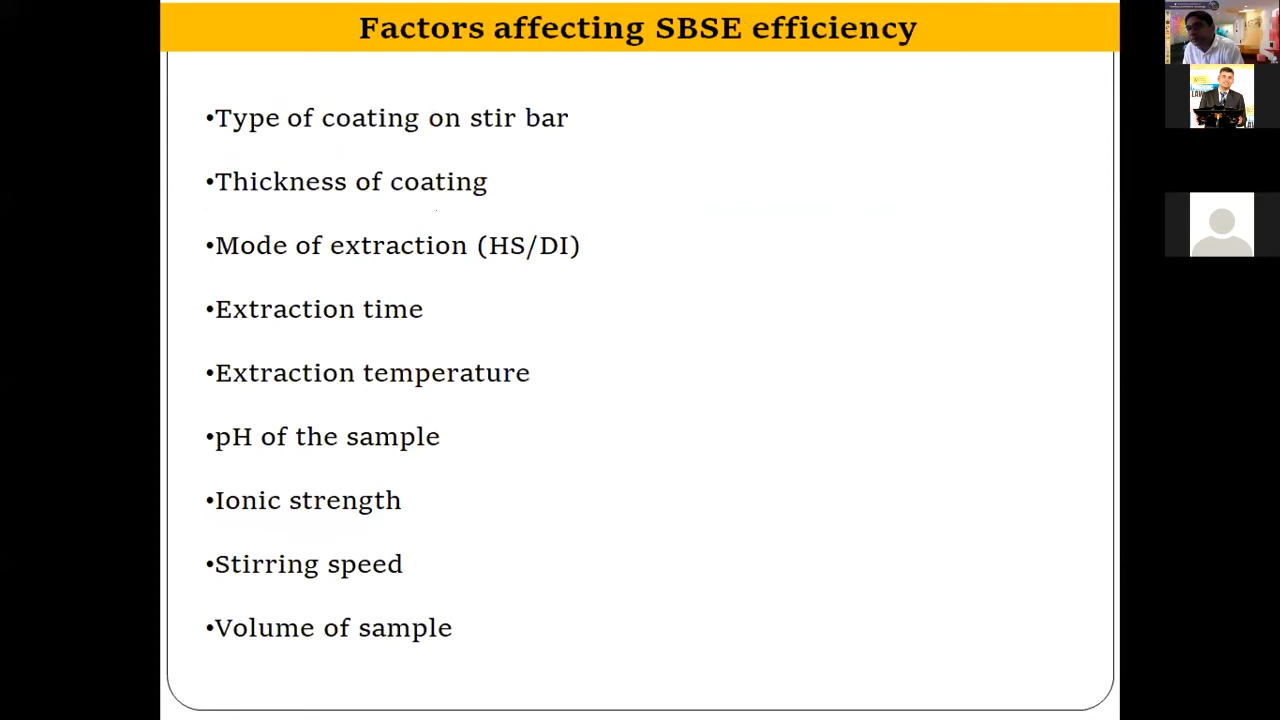 Factors affecting SBSE efficiency
•Type of coating on stir bar
•Thickness of coating
•Mode of extraction (HS/DI)
•Extraction time
•Extraction temperature
•pH of the sample
•Ionic strength
•Stirring speed
•Volume of sample